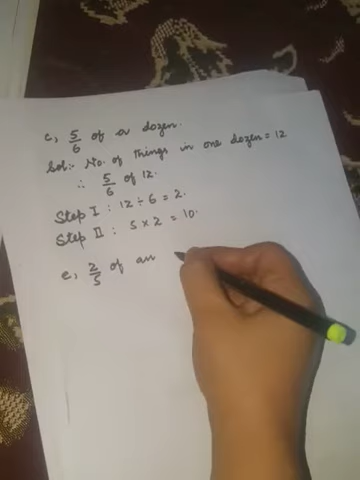 c, 5/6 of a dozen.
Sol:- No. of things in one dozen = 12
∴ 5/6 of 12.
Step I : 12 ÷ 6 = 2.
Step II : 5 × 2 = 10.
e, 2/5 of an